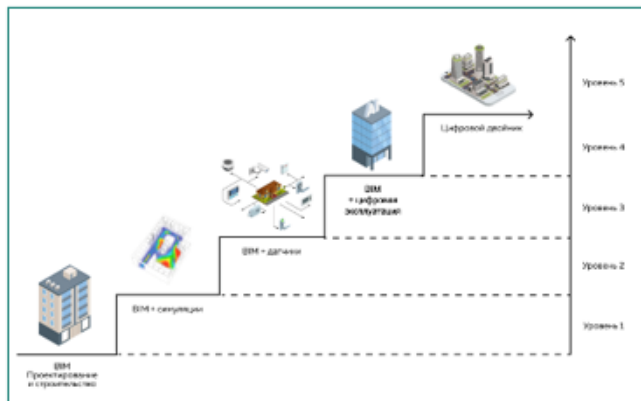 Уровень 5
Цифровой двойник
Уровень 4
BIM
+ цифровая
эксплуатация
Уровень 3
BIM + датчики
Уровень 2
BIM + симуляции
Уровень 1
BIM
Проектирование
и строительство